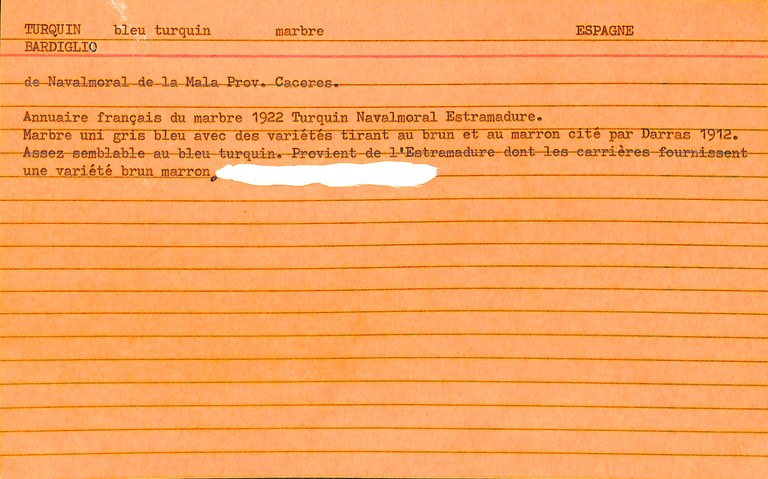 TURQUIN bleu turquin marbre ESPAGNE
BARDIGLIO
de Navalmoral de la Mala Prov. Caceres.
Annuaire français du marbre 1922 Turquin Navalmoral Estramadure.
Marbre uni gris bleu avec des variétés tirant au brun et au marron cité par Darras 1912.
Assez semblable au bleu turquin. Provient de l'Estramadure dont les carrières fournissent
une variété brun marron.